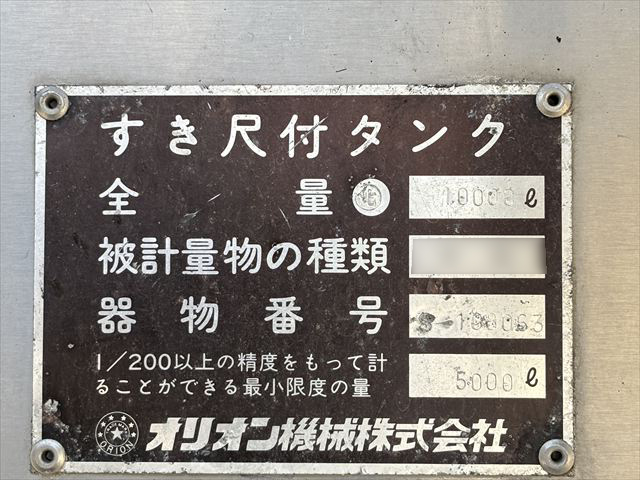 すき尺付タンク
全量 10000ℓ
被計量物の種類
器物番号
1/200以上の精度をもって計
ることができる最小限度の量 5000ℓ
ORION オリオン機械株式会社